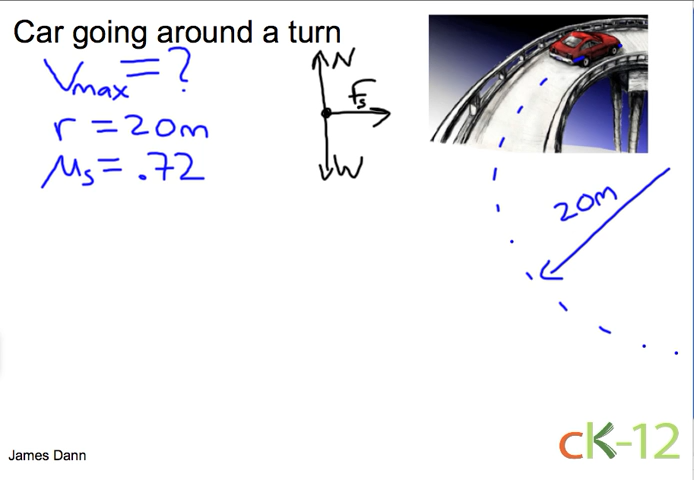 Car going around a turn
Vmax = ?
r = 20m
μs = .72
N
fs
W
20m
cK-12
James Dann